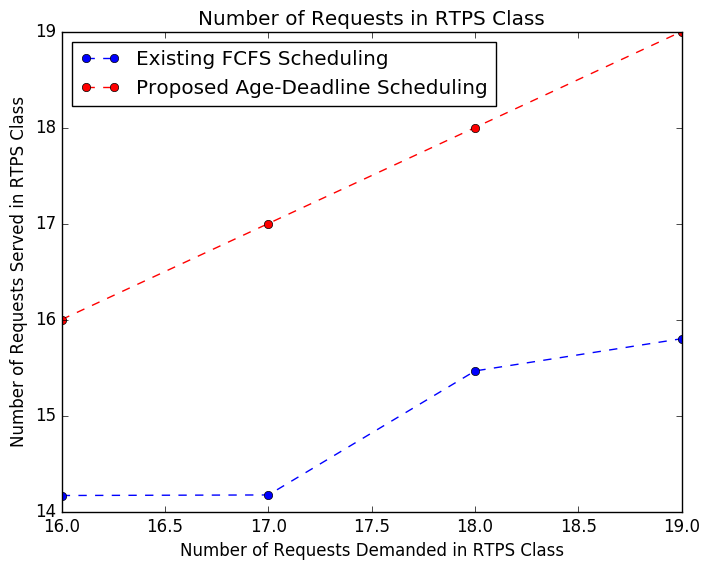 Number of Requests in RTPS Class
Existing FCFS Scheduling
Proposed Age-Deadline Scheduling
Number of Requests Served in RTPS Class
19
18
17
16
15
14
16.0 16.5 17.0 17.5 18.0 18.5 19.0
Number of Requests Demanded in RTPS Class